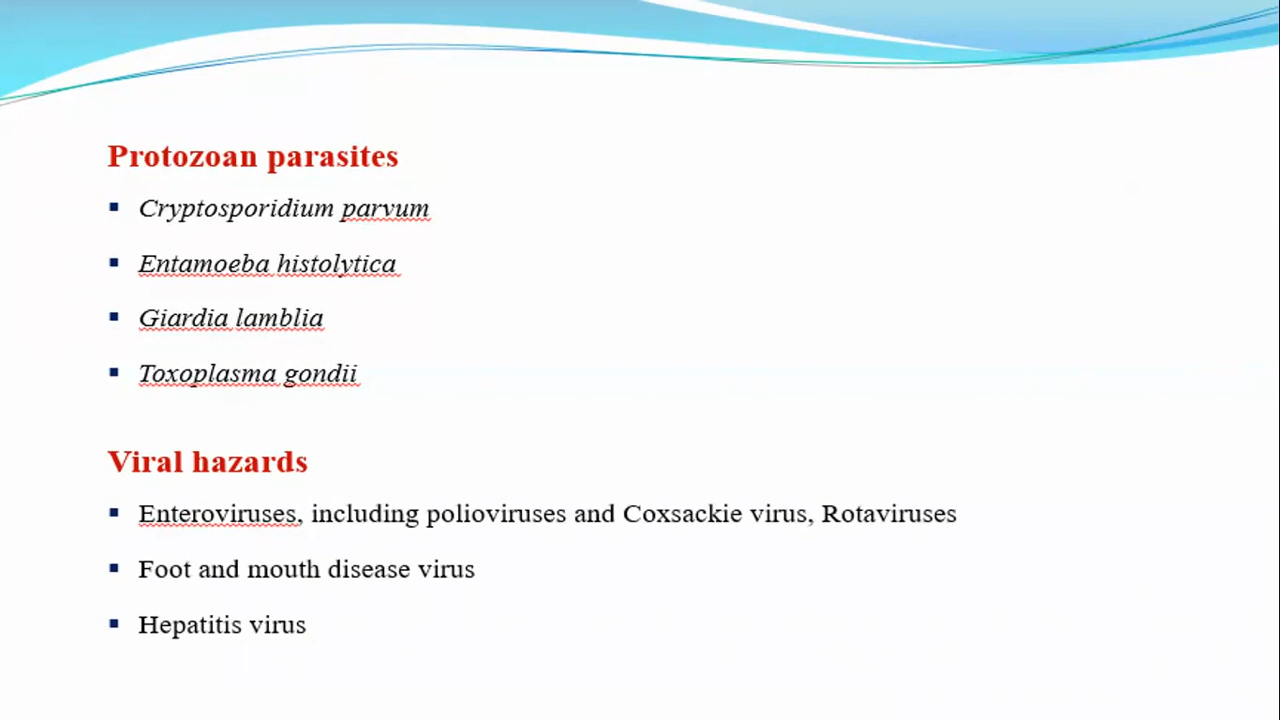 Protozoan parasites
▪ Cryptosporidium parvum
▪ Entamoeba histolytica
▪ Giardia lamblia
▪ Toxoplasma gondii
Viral hazards
▪ Enteroviruses, including polioviruses and Coxsackie virus, Rotaviruses
▪ Foot and mouth disease virus
▪ Hepatitis virus